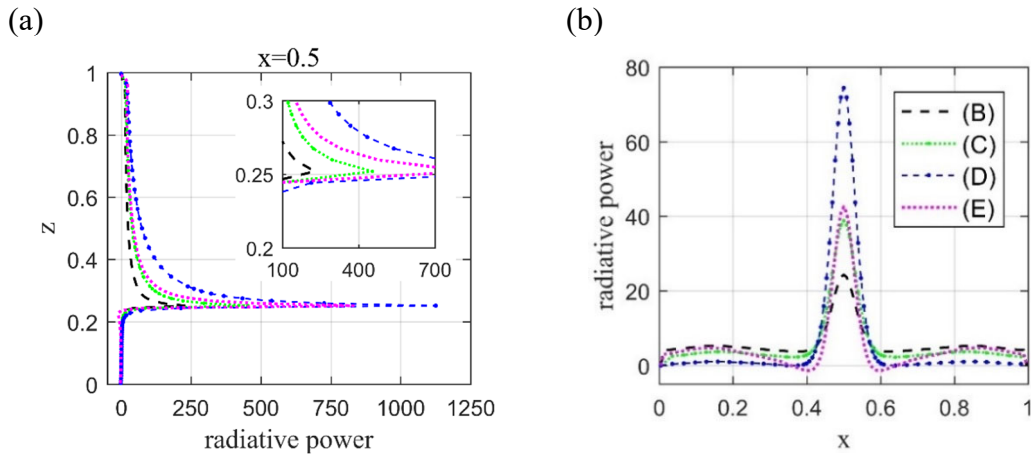 (a)
(b)
x=0.5
1
0.8
0.6
0.4
0.2
0
z
0.3
0.25
0.2
100 400 700
0 250 500 750 1000 1250
radiative power
80
60
40
20
0
radiative power
(B)
(C)
(D)
(E)
0 0.2 0.4 0.6 0.8 1
x